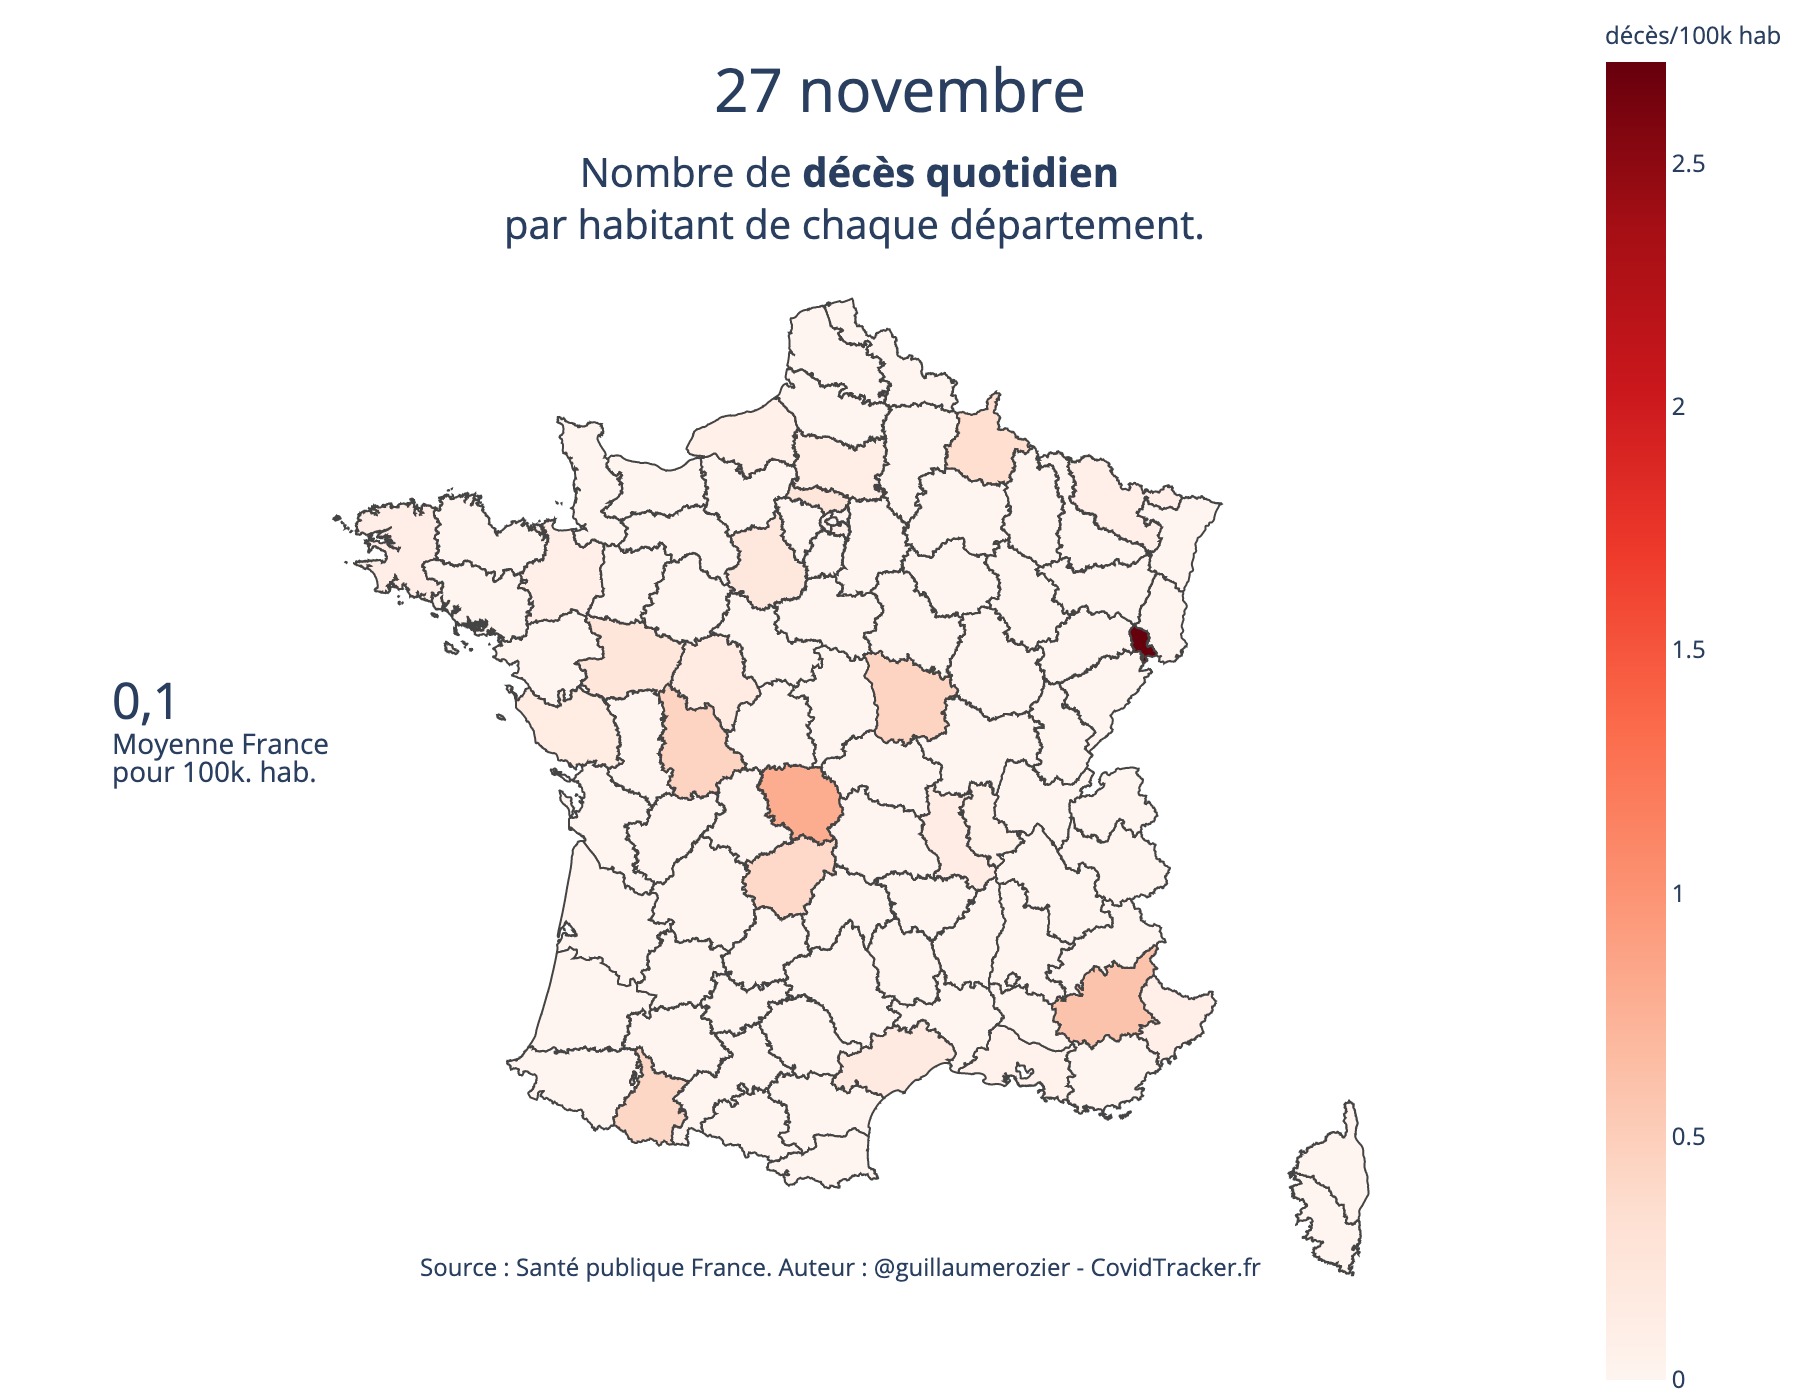 décès/100k hab
27 novembre
Nombre de décès quotidien
par habitant de chaque département.
2.5
2
1.5
1
0.5
0
0,1
Moyenne France
pour 100k. hab.
Source : Santé publique France. Auteur : @guillaumerozier - CovidTracker.fr